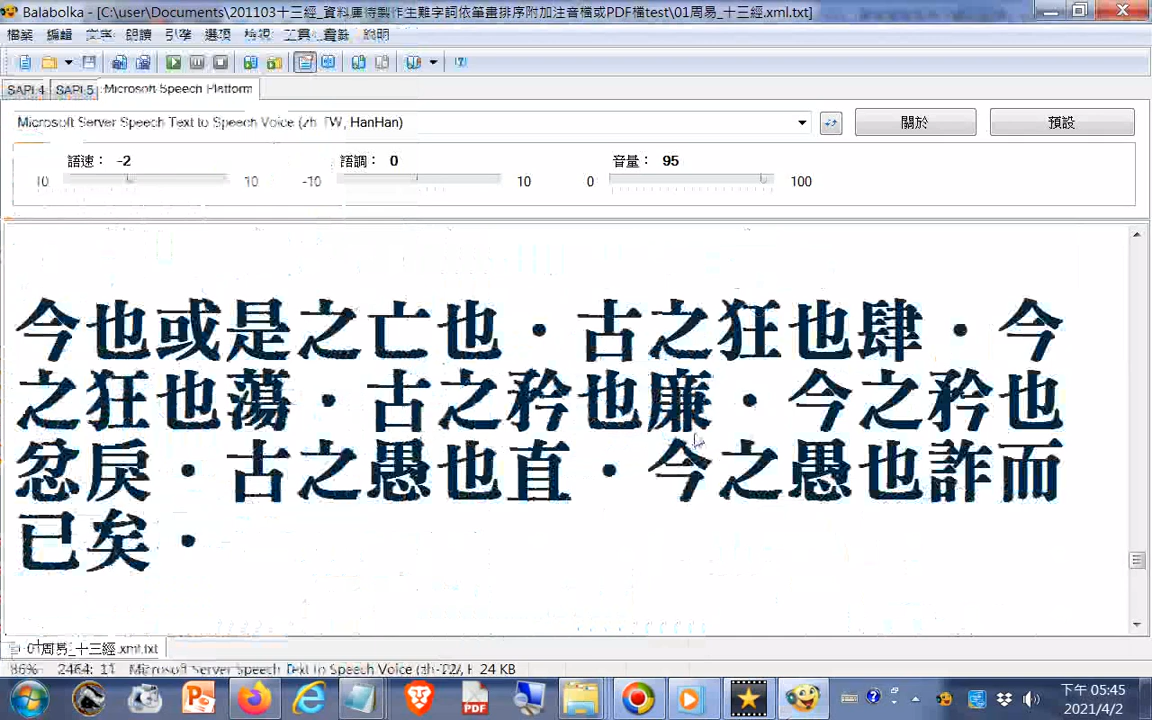 Balabolka - [C:\user\Documents\201103十三經_資料庫待製作生難字詞依筆畫排序附加注音檔或PDF檔test\01周易_十三經.xml.txt]
檔案 編輯 朗讀 引擎 選項 檢視 工具 說明
SAPI 4 SAPI 5 Microsoft Speech Platform
Microsoft Server Speech Text to Speech Voice (zh-TW, HanHan)
關於 預設
語速： -2 語調： 0 音量： 95
10 10 -10 10 0 100
今也或是之亡也．古之狂也肆．今
之狂也蕩．古之矜也廉．今之矜也
忿戾．古之愚也直．今之愚也詐而
已矣．
01周易_十三經.xml.txt
86% 2464: 11 Microsoft Server Speech Text to Speech Voice (zh-TW, H 24 KB
下午 05:45
2021/4/2